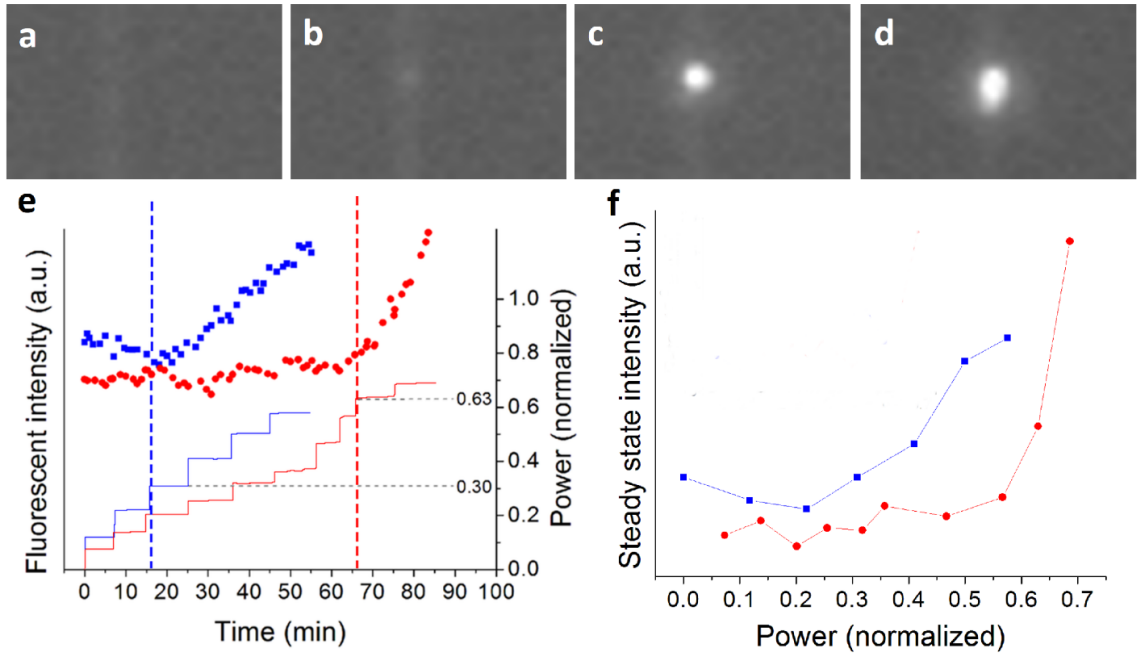 a
b
c
d
e
Fluorescent intensity (a.u.)
1.0
0.8
0.6
0.4
0.2
0.0
Power (normalized)
0.63
0.30
0 10 20 30 40 50 60 70 80 90 100
Time (min)
f
Steady state intensity (a.u.)
0.0 0.1 0.2 0.3 0.4 0.5 0.6 0.7
Power (normalized)